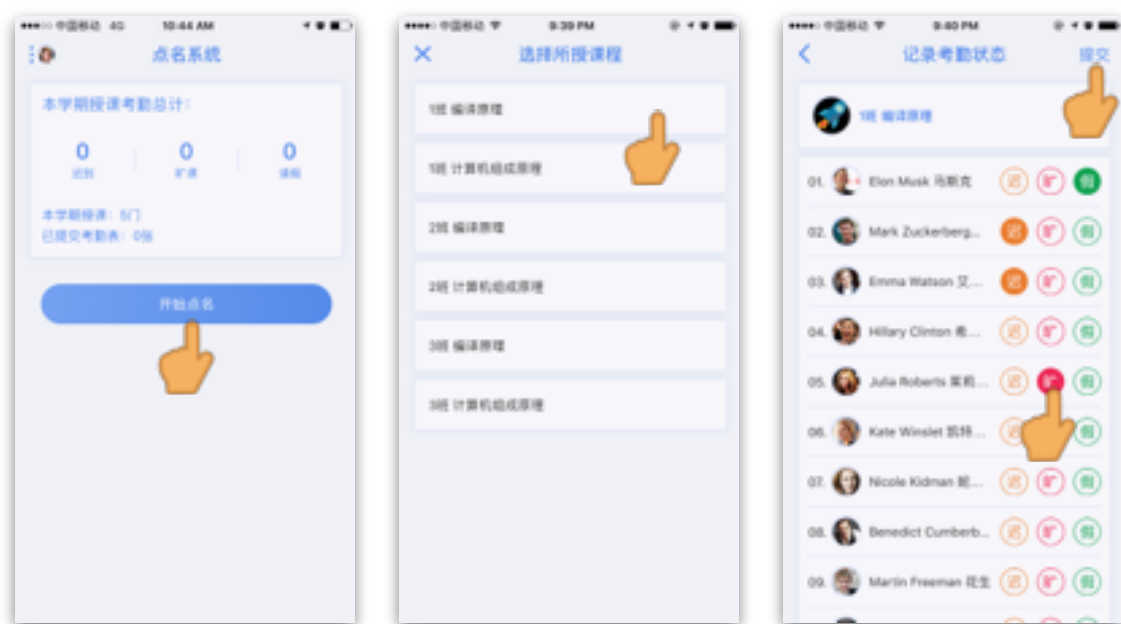 中国移动 4G 10:44 AM
点名系统
本学期授课考勤总计:
0 0 0
迟到 旷课 请假
本学期授课: 5门
已提交考勤表: 0张
开始点名
中国移动 9:39 PM
选择所授课程
1班 编译原理
1班 计算机组成原理
2班 编译原理
2班 计算机组成原理
3班 编译原理
3班 计算机组成原理
中国移动 9:40 PM
记录考勤状态 提交
1班 编译原理
01. Elon Musk 马斯克 迟 旷 假
02. Mark Zuckerberg... 迟 旷 假
03. Emma Watson 艾... 迟 旷 假
04. Hillary Clinton 希... 迟 旷 假
05. Julia Roberts 茱莉... 迟 旷 假
06. Kate Winslet 凯特... 迟 假
07. Nicole Kidman 妮... 迟 旷 假
08. Benedict Cumberb... 迟 旷 假
09. Martin Freeman 花生 迟 旷 假